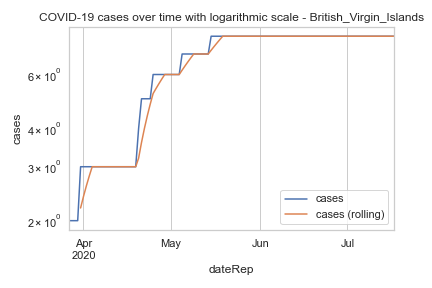 COVID-19 cases over time with logarithmic scale - British_Virgin_Islands
6 × 10⁰
4 × 10⁰
3 × 10⁰
2 × 10⁰
cases
cases
cases (rolling)
Apr
2020
May
Jun
Jul
dateRep